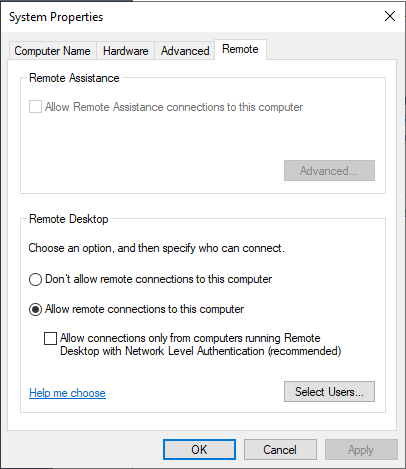 System Properties
Computer Name
Hardware
Advanced
Remote
Remote Assistance
Allow Remote Assistance connections to this computer
Advanced...
Remote Desktop
Choose an option, and then specify who can connect.
Don't allow remote connections to this computer
Allow remote connections to this computer
Allow connections only from computers running Remote
Desktop with Network Level Authentication (recommended)
Help me choose
Select Users...
OK
Cancel
Apply